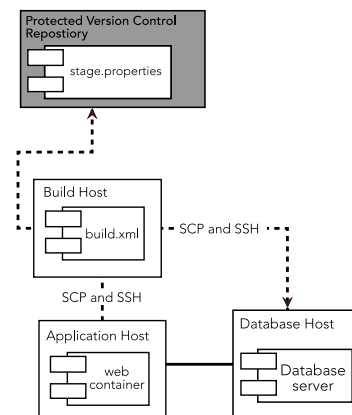 Protected Version Control
Repostiory
stage.properties
Build Host
build.xml
SCP and SSH
SCP and SSH
Application Host
web
container
Database Host
Database
server